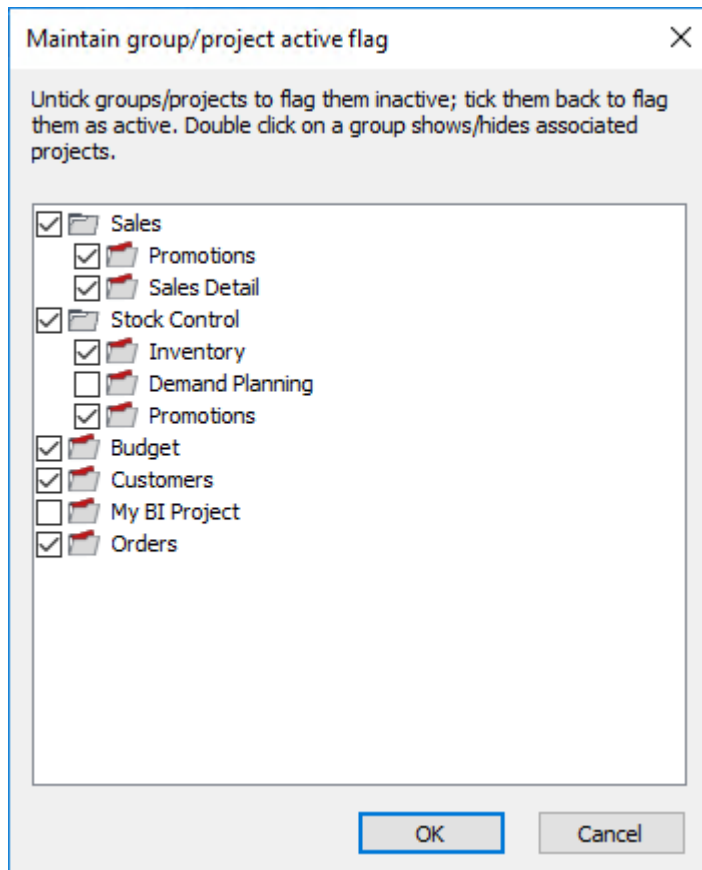 Maintain group/project active flag
Untick groups/projects to flag them inactive; tick them back to flag
them as active. Double click on a group shows/hides associated
projects.
Sales
Promotions
Sales Detail
Stock Control
Inventory
Demand Planning
Promotions
Budget
Customers
My BI Project
Orders
OK
Cancel